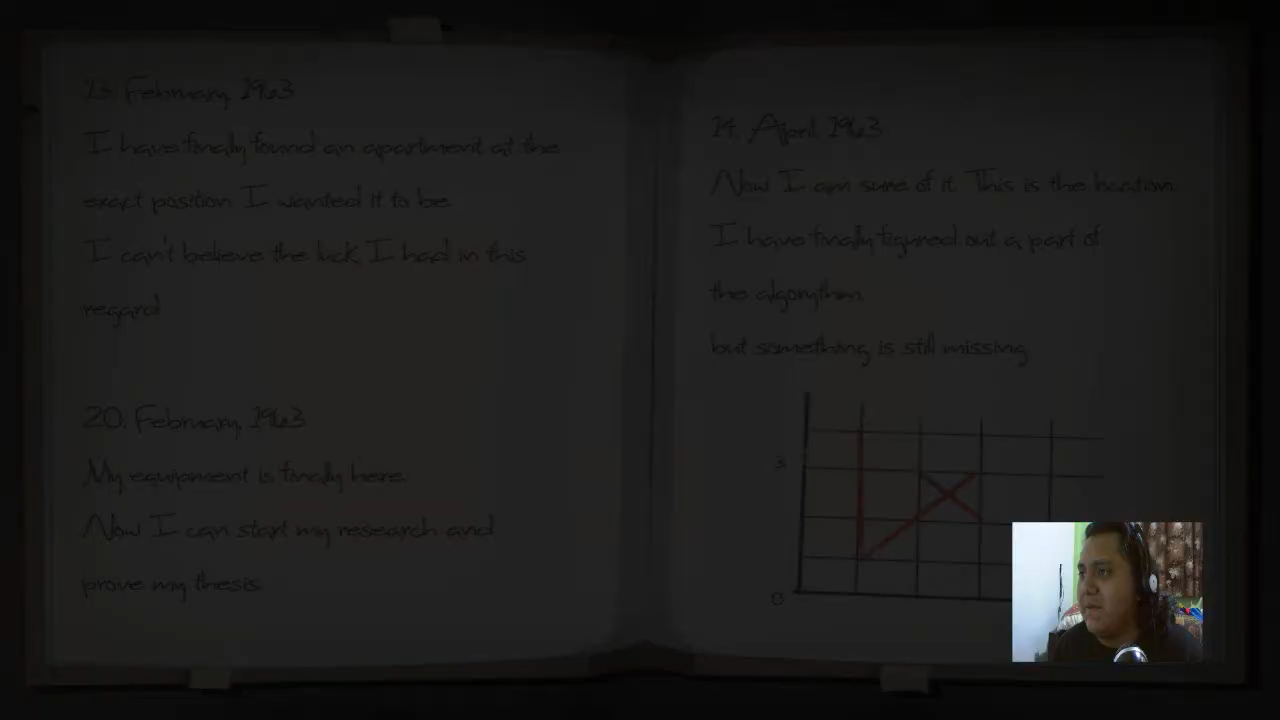 February, 1963
I have finally found an apartment at the
exact position I wanted it to be
I can't believe the luck I had in this
regard
20. February, 1963
My equipment is finally here
Now I can start my research and
prove my thesis
14. April, 1963
Now I am sure of it. This is the location
I have finally figured out a part of
the algorythm.
but something is still missing
3
0